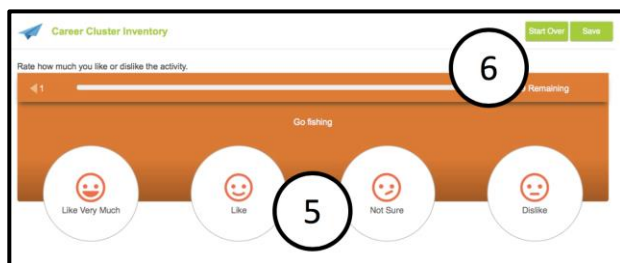 Career Cluster Inventory
Start Over Save
Rate how much you like or dislike the activity.
6
1
Remaining
Go fishing
Like Very Much Like Not Sure Dislike
5